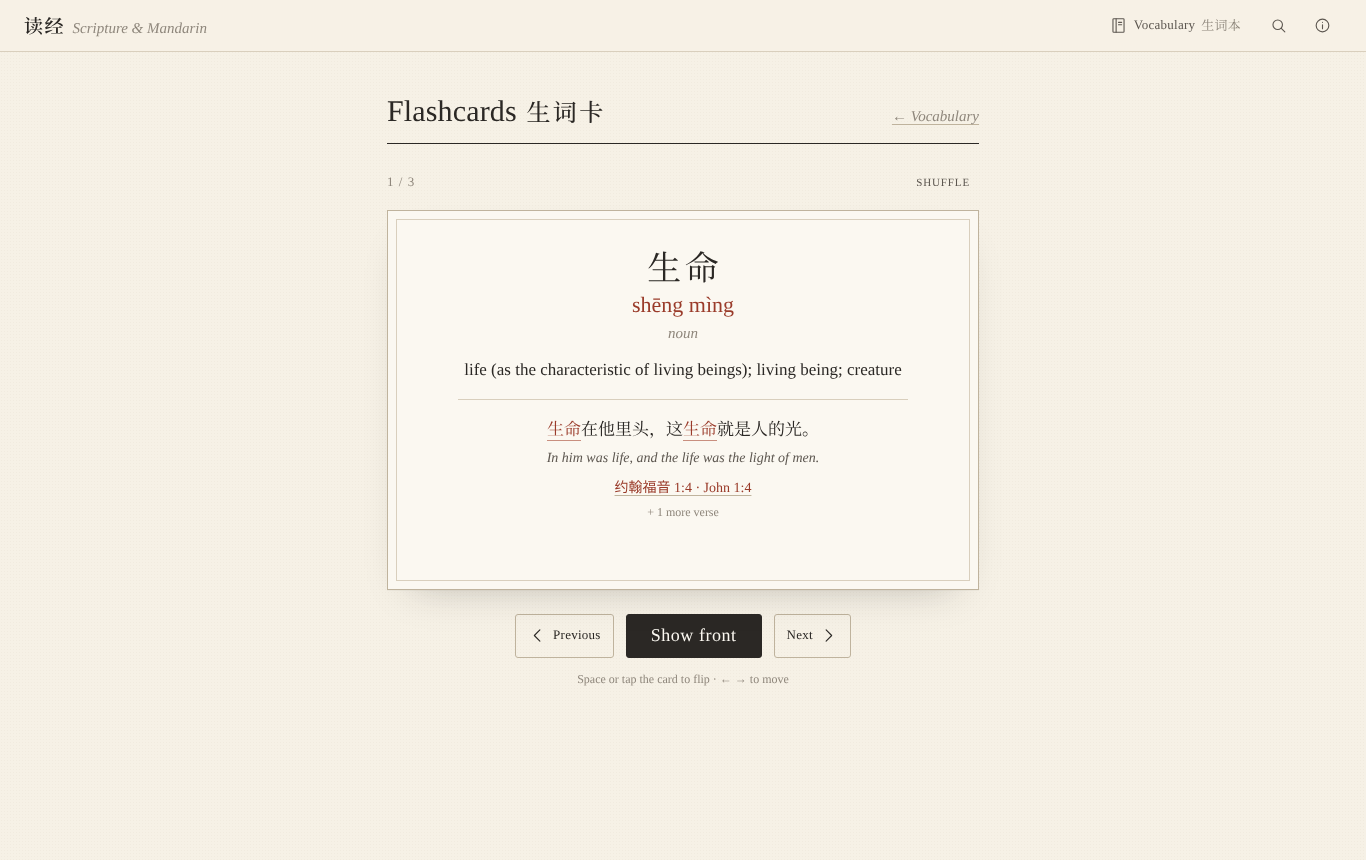 读经 Scripture & Mandarin
Vocabulary 生词本
Flashcards 生词卡
← Vocabulary
1 / 3
SHUFFLE
生命
shēng mìng
noun
life (as the characteristic of living beings); living being; creature
生命在他里头，这生命就是人的光。
In him was life, and the life was the light of men.
约翰福音 1:4 · John 1:4
+ 1 more verse
Previous
Show front
Next
Space or tap the card to flip · ← → to move